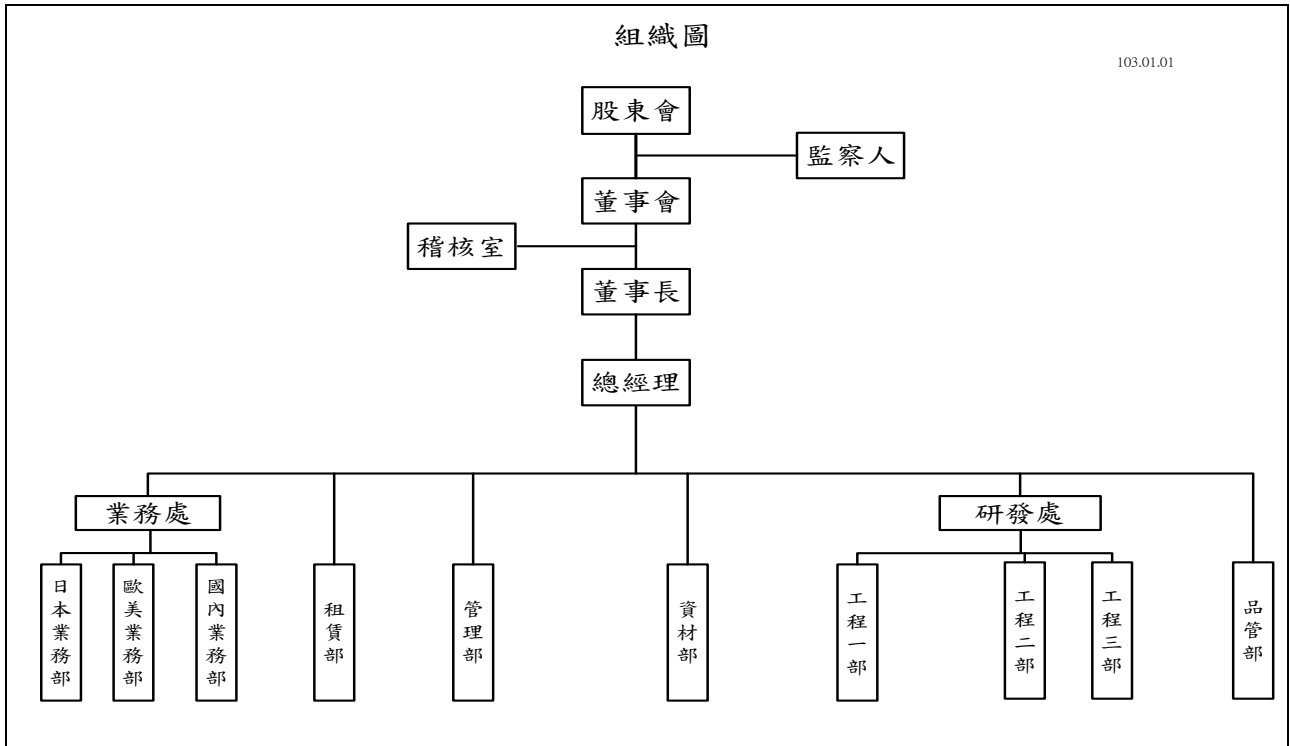 組織圖
103.01.01
股東會
監察人
董事會
稽核室
董事長
總經理
業務處
研發處
日本業務部
歐美業務部
國內業務部
租賃部
管理部
資材部
工程一部
工程二部
工程三部
品管部